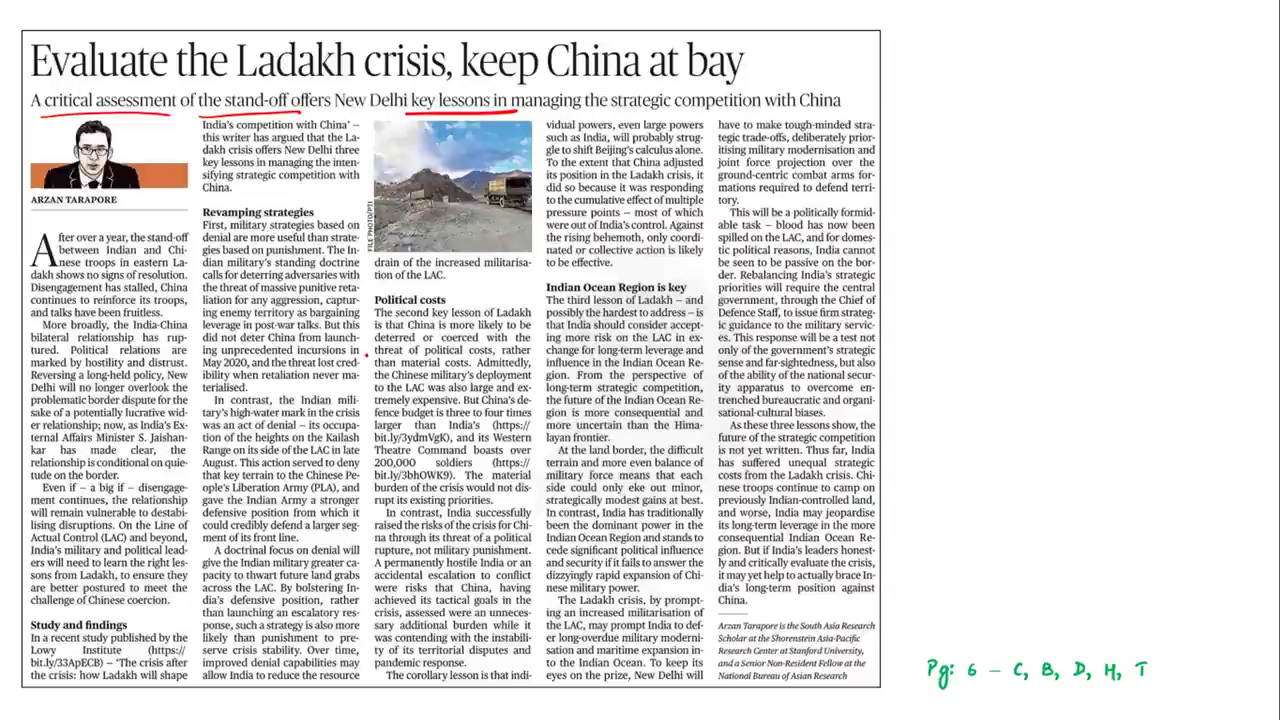 Evaluate the Ladakh crisis, keep China at bay
A critical assessment of the stand-off offers New Delhi key lessons in managing the strategic competition with China
ARZAN TARAPORE
After over a year, the stand-off
between Indian and Chi-
nese troops in eastern La-
dakh shows no signs of resolution.
Disengagement has stalled, China
continues to reinforce its troops,
and talks have been fruitless.
More broadly, the India-China
bilateral relationship has rup-
tured. Political relations are
marked by hostility and distrust.
Reversing a long-held policy, New
Delhi will no longer overlook the
problematic border dispute for the
sake of a potentially lucrative wid-
er relationship; now, as India's Ex-
ternal Affairs Minister S. Jaishan-
kar has made clear, the
relationship is conditional on quie-
tude on the border.
Even if – a big if – disengage-
ment continues, the relationship
will remain vulnerable to destabi-
lising disruptions. On the Line of
Actual Control (LAC) and beyond,
India's military and political lead-
ers will need to learn the right les-
sons from Ladakh, to ensure they
are better postured to meet the
challenge of Chinese coercion.
Study and findings
In a recent study published by the
Lowy Institute (https://
bit.ly/33ApECB) – 'The crisis after
the crisis: how Ladakh will shape
India's competition with China' –
this writer has argued that the La-
dakh crisis offers New Delhi three
key lessons in managing the inten-
sifying strategic competition with
China.
Revamping strategies
First, military strategies based on
denial are more useful than strate-
gies based on punishment. The In-
dian military's standing doctrine
calls for deterring adversaries with
the threat of massive punitive reta-
liation for any aggression, captur-
ing enemy territory as bargaining
leverage in post-war talks. But this
did not deter China from launch-
ing unprecedented incursions in
May 2020, and the threat lost cred-
ibility when retaliation never ma-
terialised.
In contrast, the Indian mili-
tary's high-water mark in the crisis
was an act of denial – its occupa-
tion of the heights on the Kailash
Range on its side of the LAC in late
August. This action served to deny
that key terrain to the Chinese Peo-
ple's Liberation Army (PLA), and
gave the Indian Army a stronger
defensive position from which it
could credibly defend a larger seg-
ment of its front line.
A doctrinal focus on denial will
give the Indian military greater ca-
pacity to thwart future land grabs
across the LAC. By bolstering In-
dia's defensive position, rather
than launching an escalatory res-
ponse, such a strategy is also more
likely than punishment to pre-
serve crisis stability. Over time,
improved denial capabilities may
allow India to reduce the resource
FILE PHOTO/PTI
drain of the increased militarisa-
tion of the LAC.
Political costs
The second key lesson of Ladakh
is that China is more likely to be
deterred or coerced with the
threat of political costs, rather
than material costs. Admittedly,
the Chinese military's deployment
to the LAC was also large and ex-
tremely expensive. But China's de-
fence budget is three to four times
larger than India's (https://
bit.ly/3ydmVgK), and its Western
Theatre Command boasts over
200,000 soldiers (https://
bit.ly/3bhOWK9). The material
burden of the crisis would not dis-
rupt its existing priorities.
In contrast, India successfully
raised the risks of the crisis for Chi-
na through its threat of a political
rupture, not military punishment.
A permanently hostile India or an
accidental escalation to conflict
were risks that China, having
achieved its tactical goals in the
crisis, assessed were an unneces-
sary additional burden while it
was contending with the instabili-
ty of its territorial disputes and
pandemic response.
The corollary lesson is that indi-
vidual powers, even large powers
such as India, will probably strug-
gle to shift Beijing's calculus alone.
To the extent that China adjusted
its position in the Ladakh crisis, it
did so because it was responding
to the cumulative effect of multiple
pressure points – most of which
were out of India's control. Against
the rising behemoth, only coordi-
nated or collective action is likely
to be effective.
Indian Ocean Region is key
The third lesson of Ladakh – and
possibly the hardest to address – is
that India should consider accept-
ing more risk on the LAC in ex-
change for long-term leverage and
influence in the Indian Ocean Re-
gion. From the perspective of
long-term strategic competition,
the future of the Indian Ocean Re-
gion is more consequential and
more uncertain than the Hima-
layan frontier.
At the land border, the difficult
terrain and more even balance of
military force means that each
side could only eke out minor,
strategically modest gains at best.
In contrast, India has traditionally
been the dominant power in the
Indian Ocean Region and stands to
cede significant political influence
and security if it fails to answer the
dizzyingly rapid expansion of Chi-
nese military power.
The Ladakh crisis, by prompt-
ing an increased militarisation of
the LAC, may prompt India to def-
er long-overdue military moderni-
sation and maritime expansion in-
to the Indian Ocean. To keep its
eyes on the prize, New Delhi will
have to make tough-minded stra-
tegic trade-offs, deliberately prior-
itising military modernisation and
joint force projection over the
ground-centric combat arms for-
mations required to defend terri-
tory.
This will be a politically formid-
able task – blood has now been
spilled on the LAC, and for domes-
tic political reasons, India cannot
be seen to be passive on the bor-
der. Rebalancing India's strategic
priorities will require the central
government, through the Chief of
Defence Staff, to issue firm strateg-
ic guidance to the military servic-
es. This response will be a test not
only of the government's strategic
sense and far-sightedness, but also
of the ability of the national secur-
ity apparatus to overcome en-
trenched bureaucratic and organi-
sational-cultural biases.
As these three lessons show, the
future of the strategic competition
is not yet written. Thus far, India
has suffered unequal strategic
costs from the Ladakh crisis. Chi-
nese troops continue to camp on
previously Indian-controlled land,
and worse, India may jeopardise
its long-term leverage in the more
consequential Indian Ocean Re-
gion. But if India's leaders honest-
ly and critically evaluate the crisis,
it may yet help to actually brace In-
dia's long-term position against
China.
Arzan Tarapore is the South Asia Research
Scholar at the Shorenstein Asia-Pacific
Research Center at Stanford University,
and a Senior Non-Resident Fellow at the
National Bureau of Asian Research
Pg: 6 – C, B, D, H, T